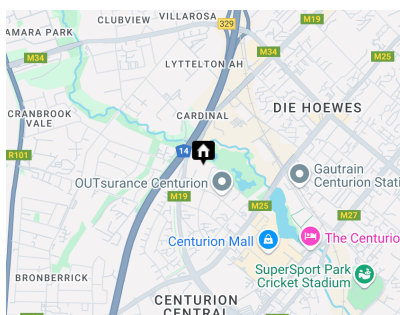 CLUBVIEW
VILLAROSA
M19
329
AMARA PARK
M34
M34
M25
LYTTELTON AH
DIE HOEWES
CRANBROOK
VALE
CARDINAL
R101
14
Gautrain
Centurion Stati
OUTsurance Centurion
M19
M25
M27
Centurion Mall
The Centurio
SuperSport Park
Cricket Stadium
BRONBERRICK
CENTURION
CENTRAL